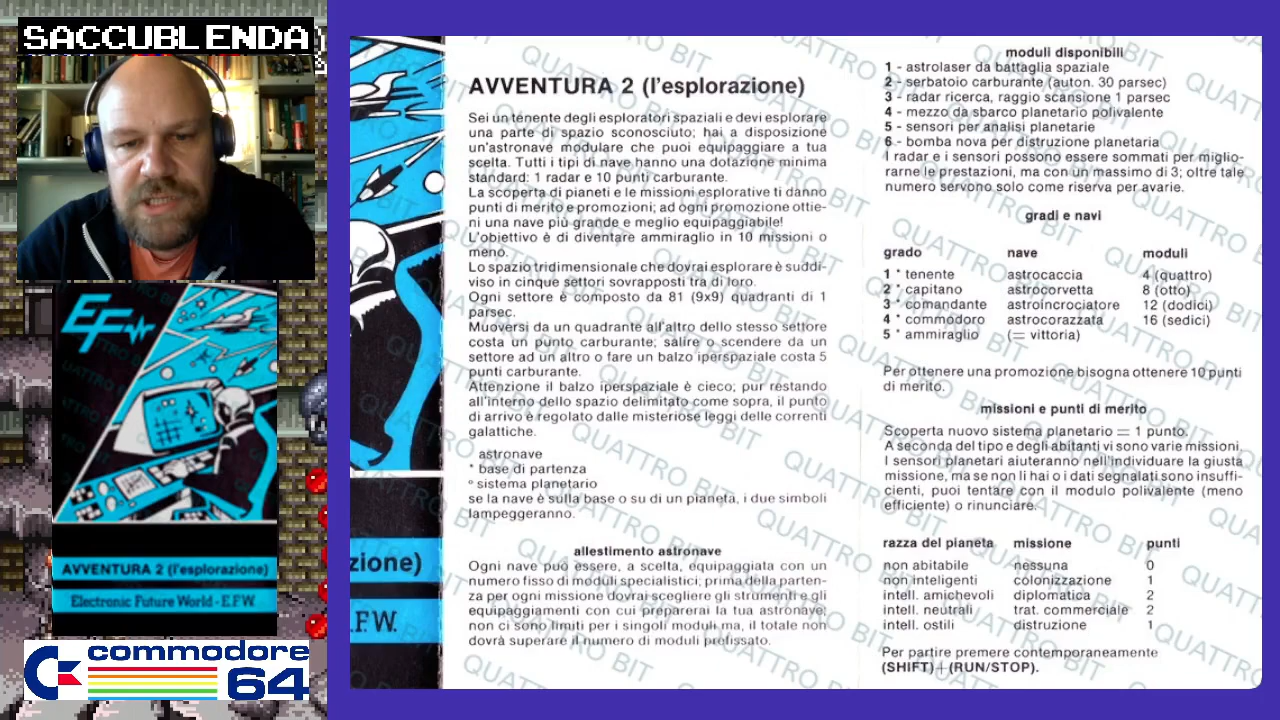 SACCUBLENDA
EF
AVVENTURA 2 (l'esplorazione)
Electronic Future World - E.F.W.
commodore
64
zione)
.F.W.
AVVENTURA 2 (l'esplorazione)
Sei un tenente degli esploratori spaziali e devi esplorare
una parte di spazio sconosciuto; hai a disposizione
un'astronave modulare che puoi equipaggiare a tua
scelta. Tutti i tipi di nave hanno una dotazione minima
standard: 1 radar e 10 punti carburante.
La scoperta di pianeti e le missioni esplorative ti danno
punti di merito e promozioni; ad ogni promozione ottie-
ni una nave più grande e meglio equipaggiabile!
L'obiettivo è di diventare ammiraglio in 10 missioni o
meno.
Lo spazio tridimensionale che dovrai esplorare è suddi-
viso in cinque settori sovrapposti tra di loro.
Ogni settore è composto da 81 (9x9) quadranti di 1
parsec.
Muoversi da un quadrante all'altro dello stesso settore
costa un punto carburante; salire o scendere da un
settore ad un altro o fare un balzo iperspaziale costa 5
punti carburante.
Attenzione il balzo iperspaziale è cieco; pur restando
all'interno dello spazio delimitato come sopra, il punto
di arrivo è regolato dalle misteriose leggi delle correnti
galattiche.
astronave
* base di partenza
° sistema planetario
se la nave è sulla base o su di un pianeta, i due simboli
lampeggeranno.
allestimento astronave
Ogni nave può essere, a scelta, equipaggiata con un
numero fisso di moduli specialistici; prima della parten-
za per ogni missione dovrai scegliere gli strumenti e gli
equipaggiamenti con cui preparerai la tua astronave;
non ci sono limiti per i singoli moduli ma, il totale non
dovrà superare il numero di moduli prefissato.
moduli disponibili
1 - astrolaser da battaglia spaziale
2 - serbatoio carburante (auton. 30 parsec)
3 - radar ricerca, raggio scansione 1 parsec
4 - mezzo da sbarco planetario polivalente
5 - sensori per analisi planetarie
6 - bomba nova per distruzione planetaria
I radar e i sensori possono essere sommati per miglio-
rarne le prestazioni, ma con un massimo di 3; oltre tale
numero servono solo come riserva per avarie.
gradi e navi
grado nave moduli
1 * tenente astrocaccia 4 (quattro)
2 * capitano astrocorvetta 8 (otto)
3 * comandante astroincrociatore 12 (dodici)
4 * commodoro astrocorazzata 16 (sedici)
5 * ammiraglio (= vittoria)
Per ottenere una promozione bisogna ottenere 10 punti
di merito.
missioni e punti di merito
Scoperta nuovo sistema planetario = 1 punto.
A seconda del tipo e degli abitanti vi sono varie missioni.
I sensori planetari aiuteranno nell'individuare la giusta
missione, ma se non li hai o i dati segnalati sono insuffi-
cienti, puoi tentare con il modulo polivalente (meno
efficiente) o rinunciare.
razza del pianeta missione punti
non abitabile nessuna 0
non inteligenti colonizzazione 1
intell. amichevoli diplomatica 2
intell. neutrali trat. commerciale 2
intell. ostili distruzione 1
Per partire premere contemporaneamente
(SHIFT)+(RUN/STOP).
QUATTRO BIT